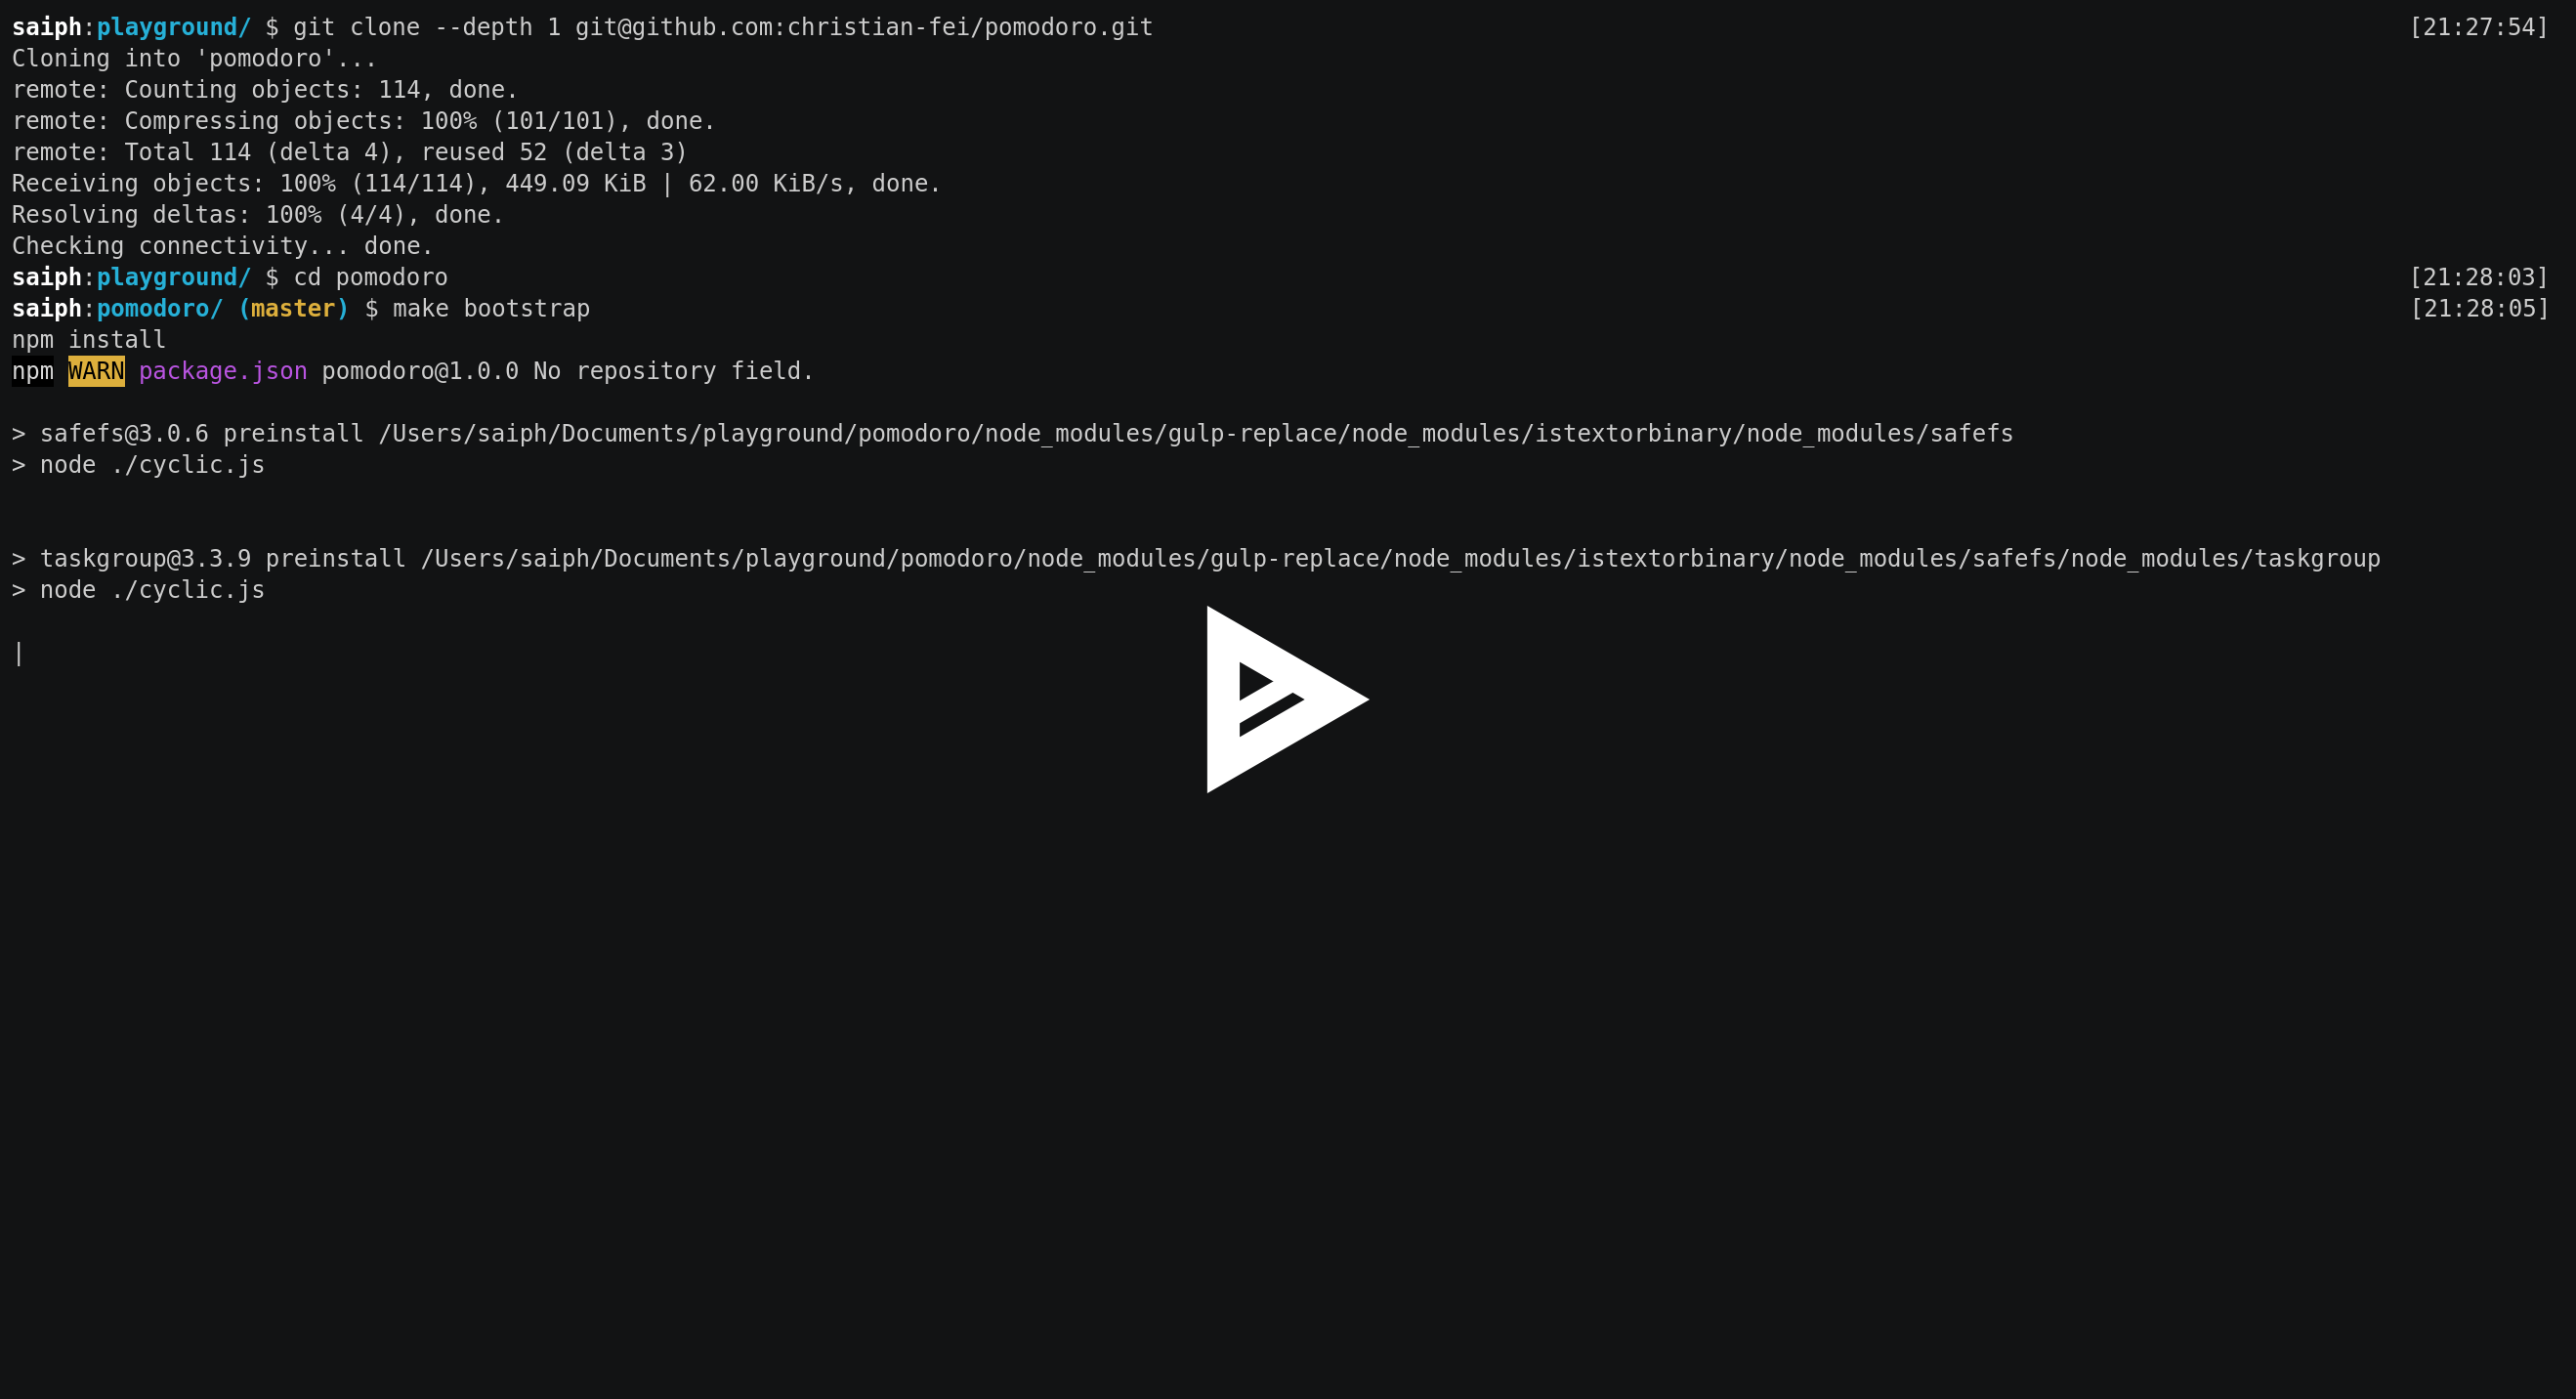 saiph:playground/ $ git clone --depth 1 git@github.com:christian-fei/pomodoro.git [21:27:54]
Cloning into 'pomodoro'...
remote: Counting objects: 114, done.
remote: Compressing objects: 100% (101/101), done.
remote: Total 114 (delta 4), reused 52 (delta 3)
Receiving objects: 100% (114/114), 449.09 KiB | 62.00 KiB/s, done.
Resolving deltas: 100% (4/4), done.
Checking connectivity... done.
saiph:playground/ $ cd pomodoro [21:28:03]
saiph:pomodoro/ (master) $ make bootstrap [21:28:05]
npm install
npm WARN package.json pomodoro@1.0.0 No repository field.
> safefs@3.0.6 preinstall /Users/saiph/Documents/playground/pomodoro/node_modules/gulp-replace/node_modules/istextorbinary/node_modules/safefs
> node ./cyclic.js
> taskgroup@3.3.9 preinstall /Users/saiph/Documents/playground/pomodoro/node_modules/gulp-replace/node_modules/istextorbinary/node_modules/safefs/node_modules/taskgroup
> node ./cyclic.js
|